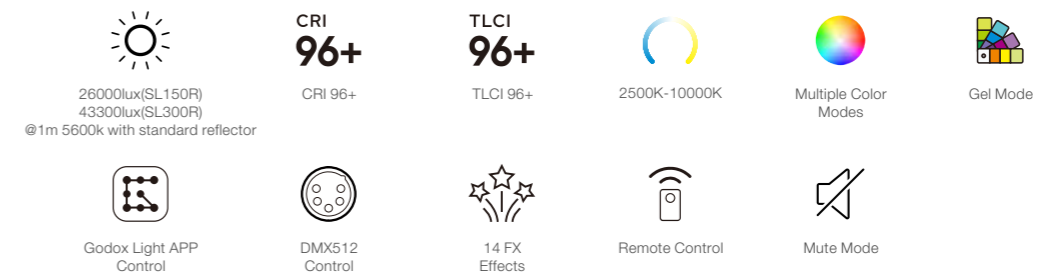 CRI
96+
TLCI
96+
26000lux(SL150R)
43300lux(SL300R)
@1m 5600k with standard reflector
CRI 96+
TLCI 96+
2500K-10000K
Multiple Color
Modes
Gel Mode
Godox Light APP
Control
DMX512
Control
14 FX
Effects
Remote Control
Mute Mode